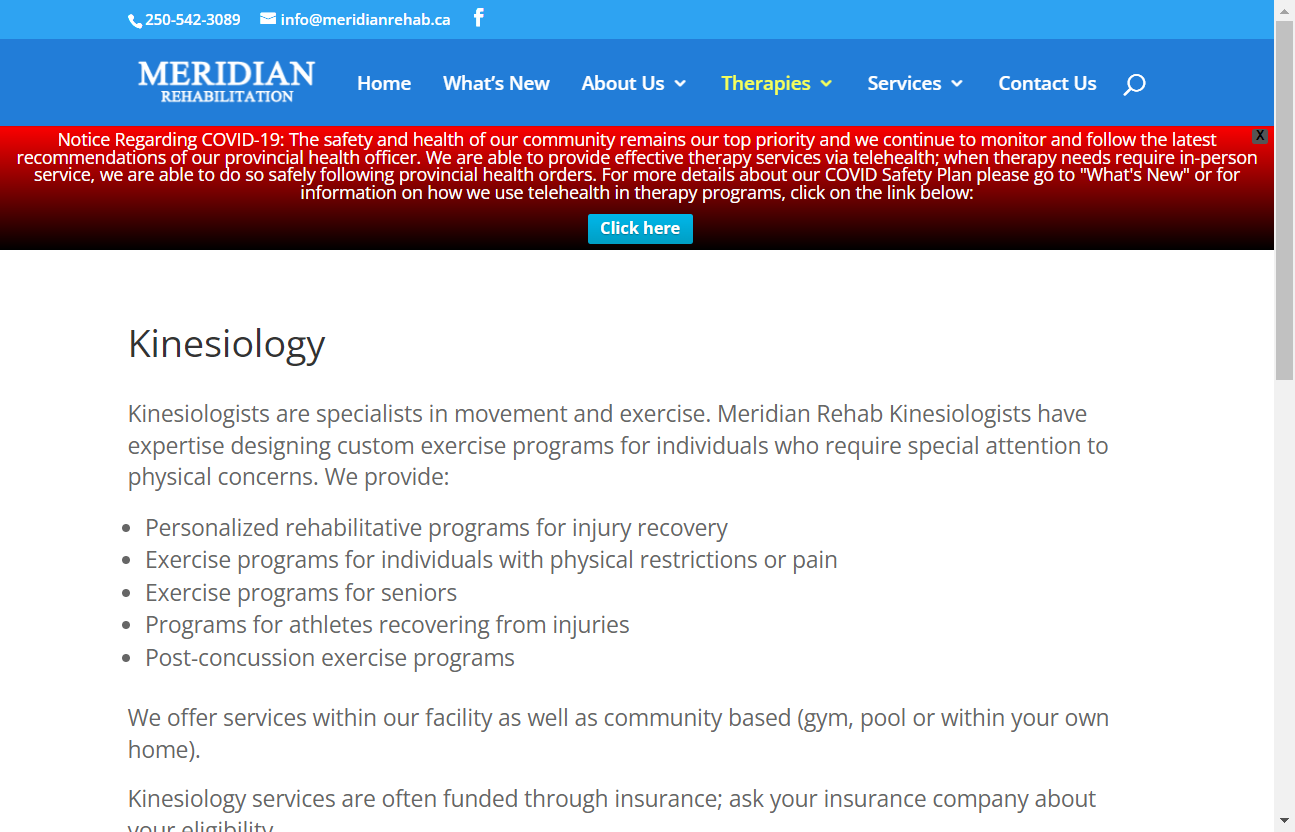 250-542-3089 info@meridianrehab.ca
MERIDIAN
REHABILITATION
Home What's New About Us Therapies Services Contact Us
Notice Regarding COVID-19: The safety and health of our community remains our top priority and we continue to monitor and follow the latest
recommendations of our provincial health officer. We are able to provide effective therapy services via telehealth; when therapy needs require in-person
service, we are able to do so safely following provincial health orders. For more details about our COVID Safety Plan please go to "What's New" or for
information on how we use telehealth in therapy programs, click on the link below:
X
Click here
Kinesiology
Kinesiologists are specialists in movement and exercise. Meridian Rehab Kinesiologists have
expertise designing custom exercise programs for individuals who require special attention to
physical concerns. We provide:
Personalized rehabilitative programs for injury recovery
Exercise programs for individuals with physical restrictions or pain
Exercise programs for seniors
Programs for athletes recovering from injuries
Post-concussion exercise programs
We offer services within our facility as well as community based (gym, pool or within your own
home).
Kinesiology services are often funded through insurance; ask your insurance company about
your eligibility